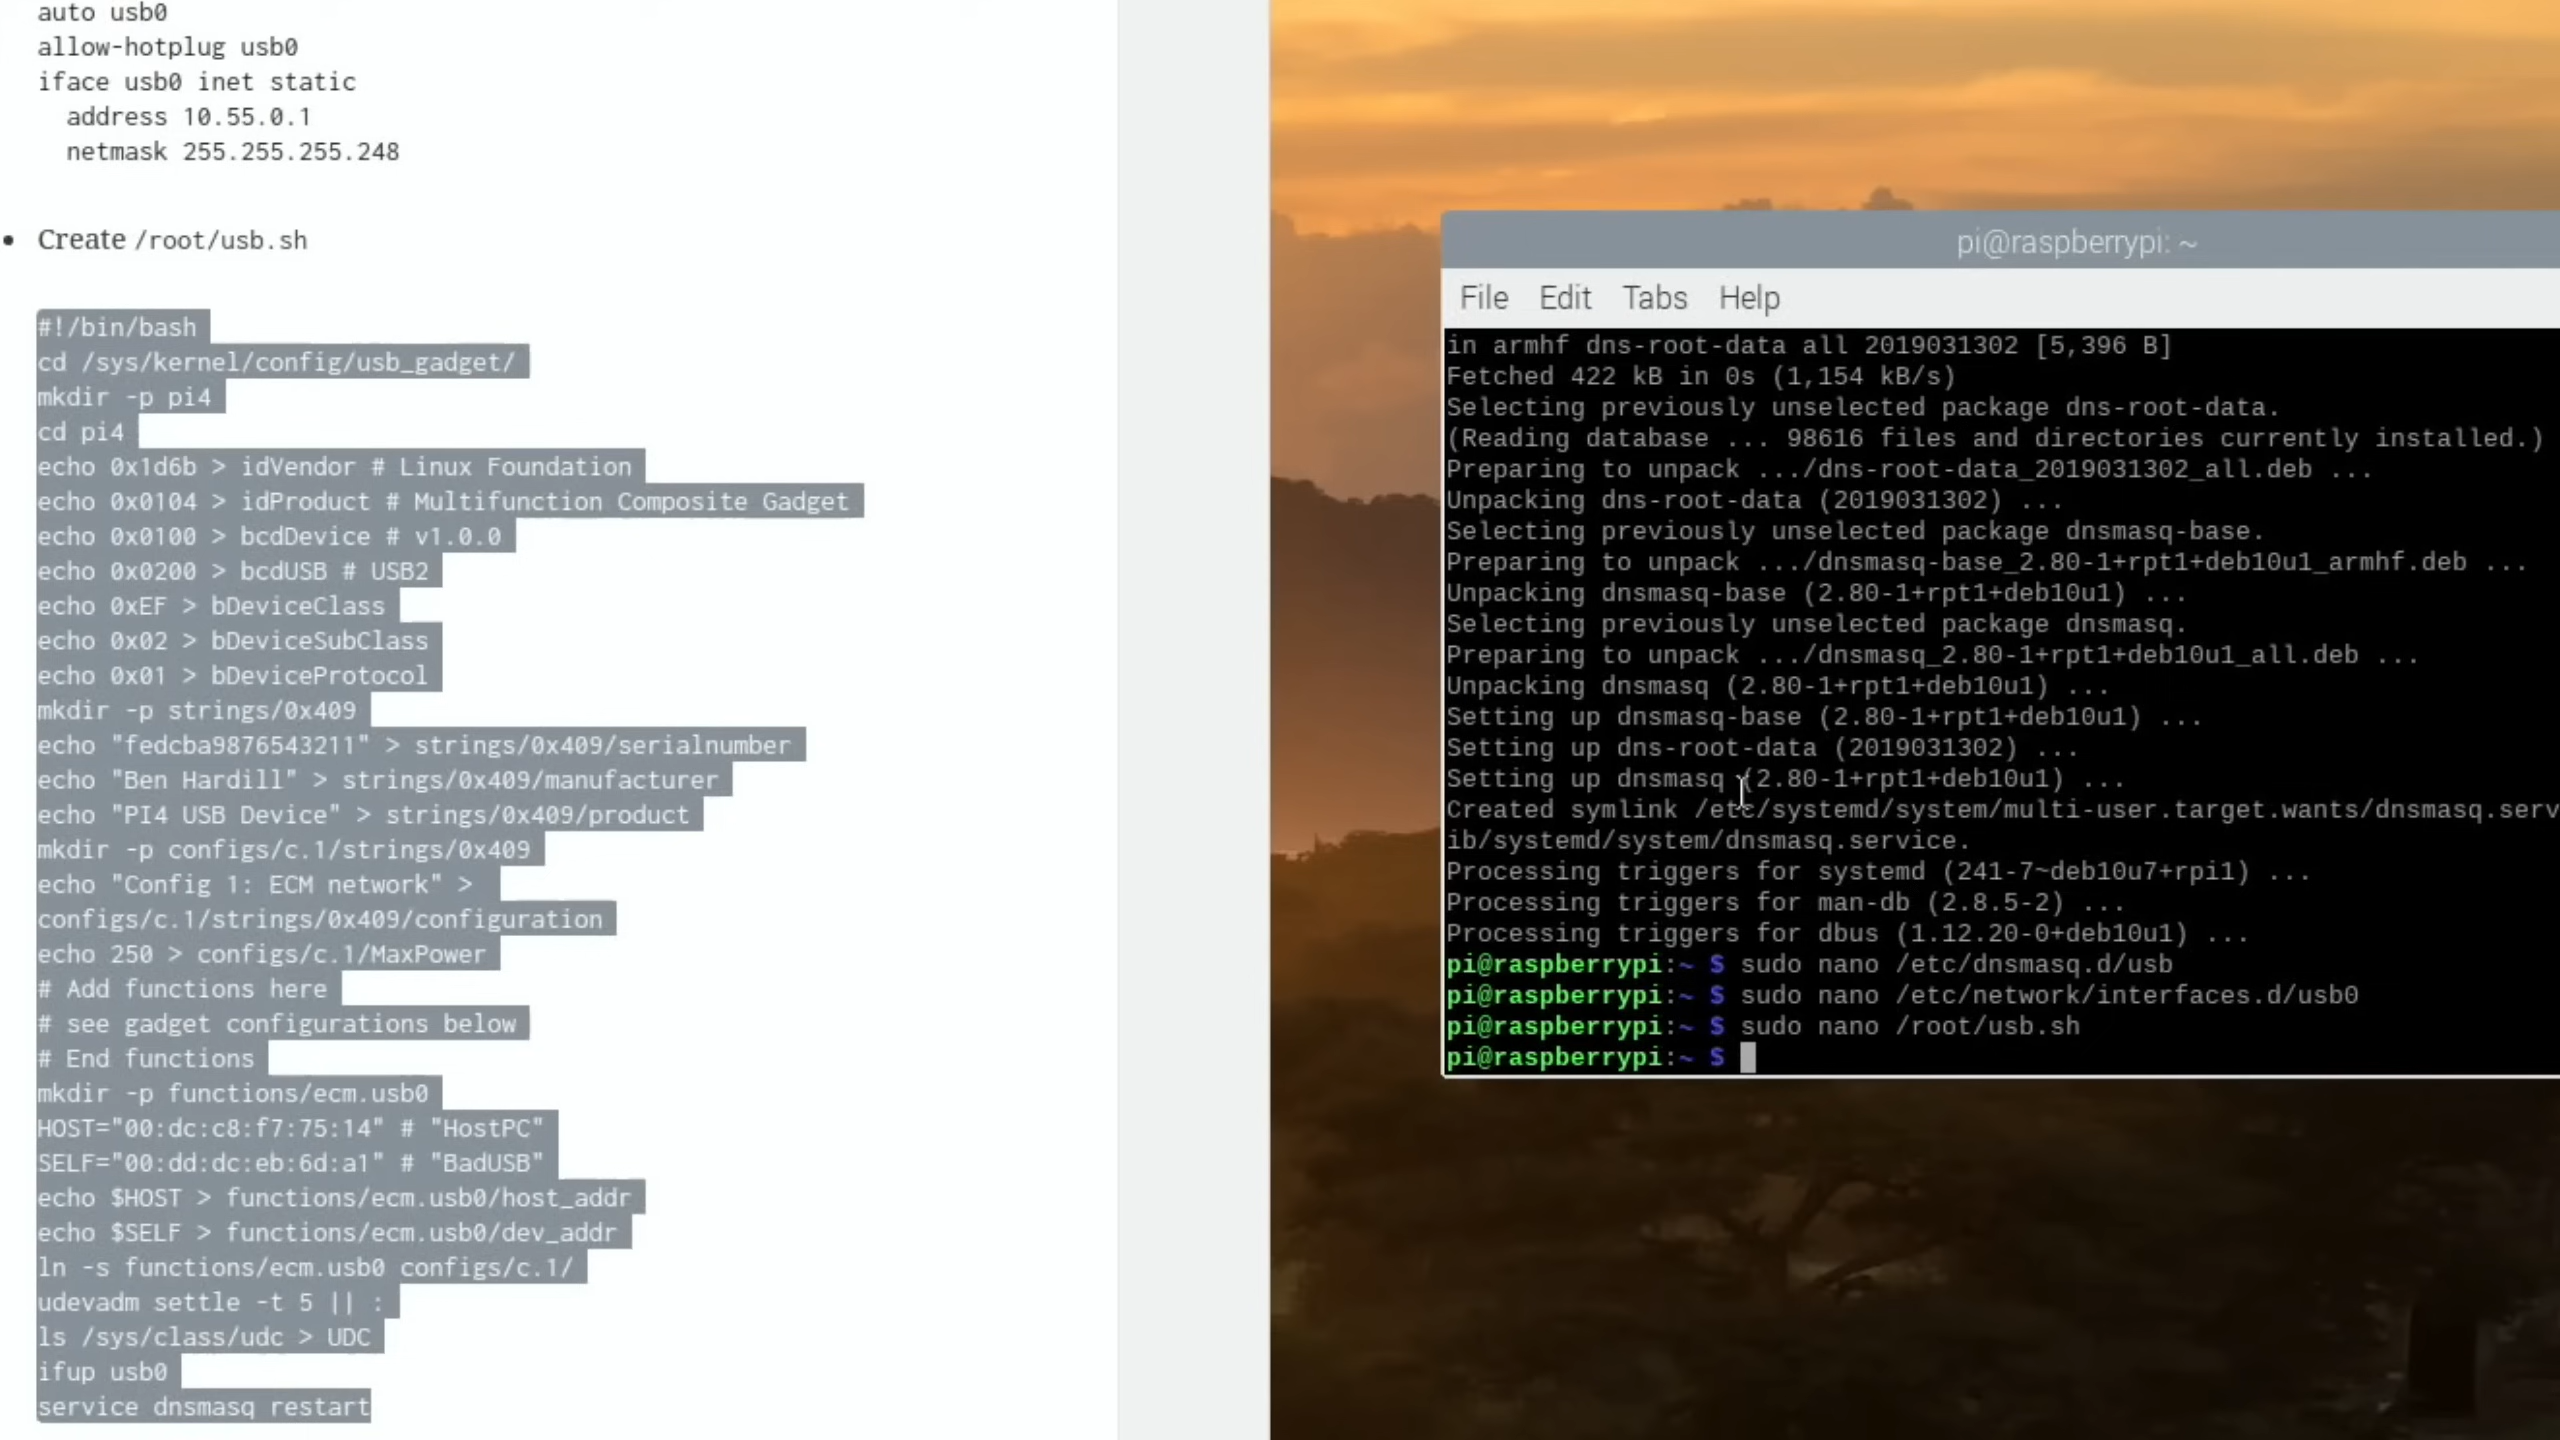 auto usb0
allow-hotplug usb0
iface usb0 inet static
  address 10.55.0.1
  netmask 255.255.255.248
• Create /root/usb.sh
#!/bin/bash
cd /sys/kernel/config/usb_gadget/
mkdir -p pi4
cd pi4
echo 0x1d6b > idVendor # Linux Foundation
echo 0x0104 > idProduct # Multifunction Composite Gadget
echo 0x0100 > bcdDevice # v1.0.0
echo 0x0200 > bcdUSB # USB2
echo 0xEF > bDeviceClass
echo 0x02 > bDeviceSubClass
echo 0x01 > bDeviceProtocol
mkdir -p strings/0x409
echo "fedcba9876543211" > strings/0x409/serialnumber
echo "Ben Hardill" > strings/0x409/manufacturer
echo "PI4 USB Device" > strings/0x409/product
mkdir -p configs/c.1/strings/0x409
echo "Config 1: ECM network" >
configs/c.1/strings/0x409/configuration
echo 250 > configs/c.1/MaxPower
# Add functions here
# see gadget configurations below
# End functions
mkdir -p functions/ecm.usb0
HOST="00:dc:c8:f7:75:14" # "HostPC"
SELF="00:dd:dc:eb:6d:a1" # "BadUSB"
echo $HOST > functions/ecm.usb0/host_addr
echo $SELF > functions/ecm.usb0/dev_addr
ln -s functions/ecm.usb0 configs/c.1/
udevadm settle -t 5 || :
ls /sys/class/udc > UDC
ifup usb0
service dnsmasq restart
pi@raspberrypi: ~
File Edit Tabs Help
in armhf dns-root-data all 2019031302 [5,396 B]
Fetched 422 kB in 0s (1,154 kB/s)
Selecting previously unselected package dns-root-data.
(Reading database ... 98616 files and directories currently installed.)
Preparing to unpack .../dns-root-data_2019031302_all.deb ...
Unpacking dns-root-data (2019031302) ...
Selecting previously unselected package dnsmasq-base.
Preparing to unpack .../dnsmasq-base_2.80-1+rpt1+deb10u1_armhf.deb ...
Unpacking dnsmasq-base (2.80-1+rpt1+deb10u1) ...
Selecting previously unselected package dnsmasq.
Preparing to unpack .../dnsmasq_2.80-1+rpt1+deb10u1_all.deb ...
Unpacking dnsmasq (2.80-1+rpt1+deb10u1) ...
Setting up dnsmasq-base (2.80-1+rpt1+deb10u1) ...
Setting up dns-root-data (2019031302) ...
Setting up dnsmasq (2.80-1+rpt1+deb10u1) ...
Created symlink /etc/systemd/system/multi-user.target.wants/dnsmasq.serv
ib/systemd/system/dnsmasq.service.
Processing triggers for systemd (241-7~deb10u7+rpi1) ...
Processing triggers for man-db (2.8.5-2) ...
Processing triggers for dbus (1.12.20-0+deb10u1) ...
pi@raspberrypi:~ $ sudo nano /etc/dnsmasq.d/usb
pi@raspberrypi:~ $ sudo nano /etc/network/interfaces.d/usb0
pi@raspberrypi:~ $ sudo nano /root/usb.sh
pi@raspberrypi:~ $